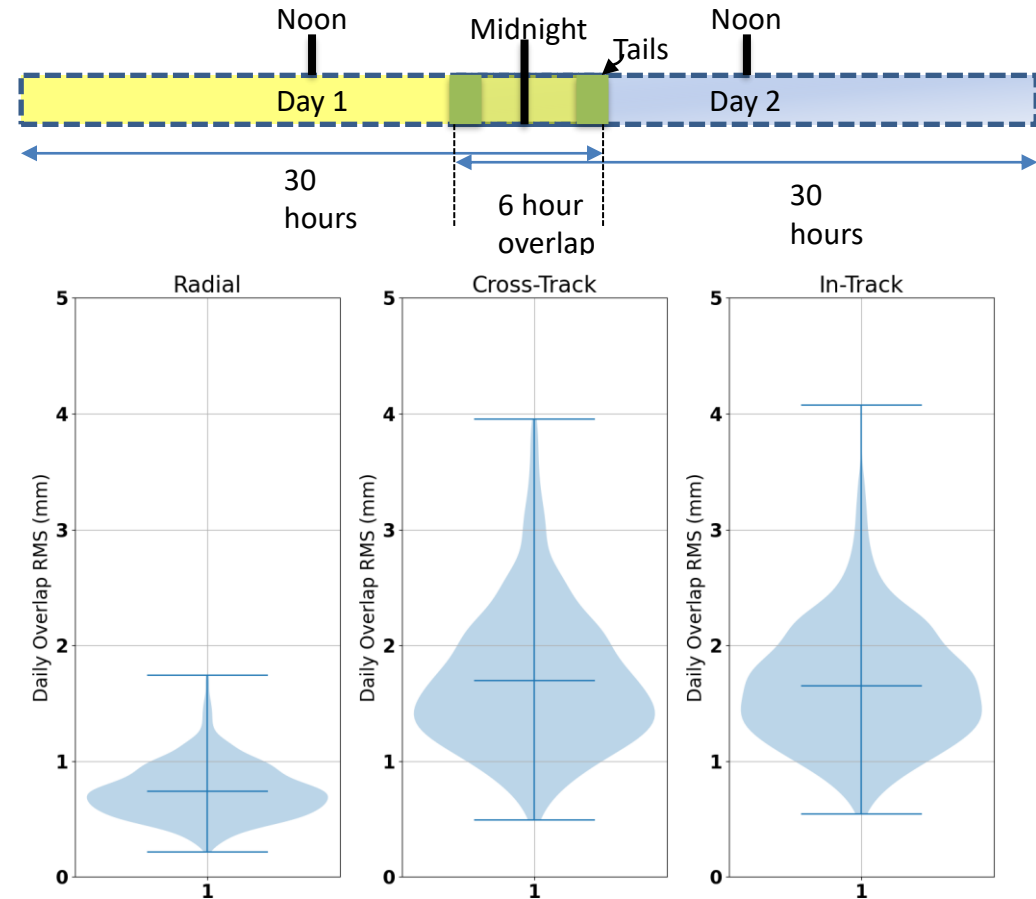 Noon
Midnight
Noon
Tails
Day 1
Day 2
30
hours
6 hour
overlap
30
hours
Radial
Cross-Track
In-Track
Daily Overlap RMS (mm)
5
4
3
2
1
0
1
Daily Overlap RMS (mm)
5
4
3
2
1
0
1
Daily Overlap RMS (mm)
5
4
3
2
1
0
1